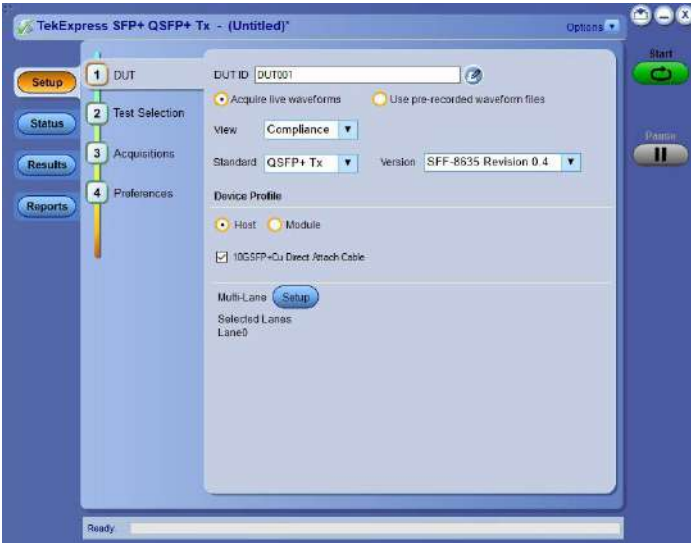 TekExpress SFP+ QSFP+ Tx - (Untitled)*
Options
Start
Setup
1 DUT
DUT ID DUT001
Acquire live waveforms Use pre-recorded waveform files
Status
2 Test Selection
View Compliance
Pause
3 Acquisitions
Results
Standard QSFP+ Tx Version SFF-8635 Revision 0.4
4 Preferences
Reports
Device Profile
Host Module
10GSFP+Cu Direct Attach Cable
Multi-Lane Setup
Selected Lanes
Lane0
Ready